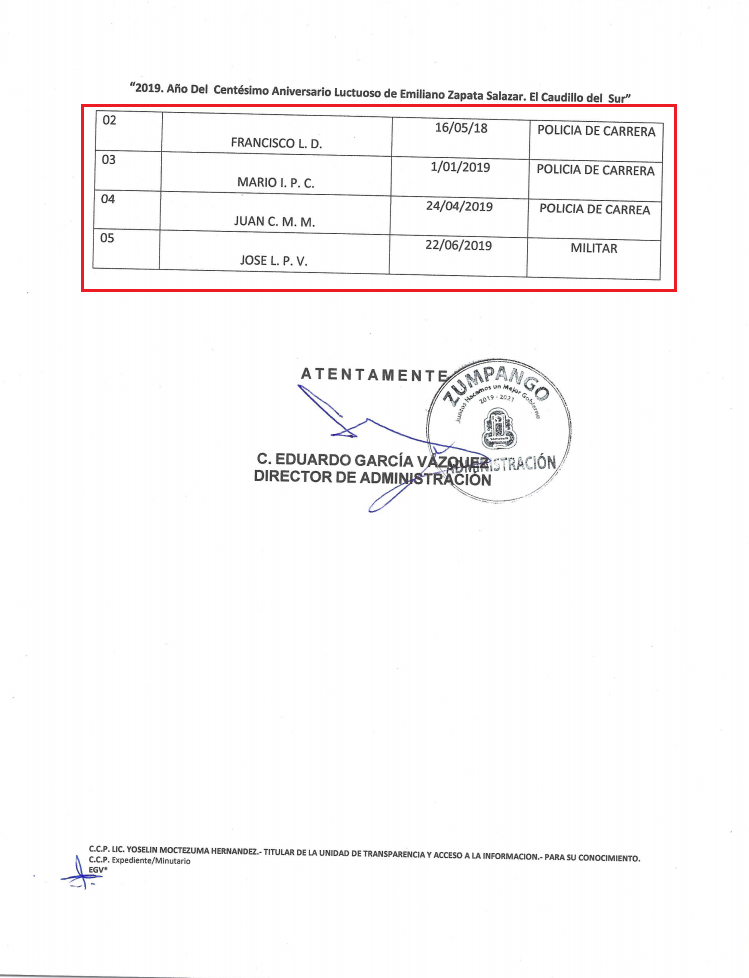 "2019. Año Del Centésimo Aniversario Luctuoso de Emiliano Zapata Salazar. El Caudillo del Sur"
02 FRANCISCO L. D. 16/05/18 POLICIA DE CARRERA
03 MARIO I. P. C. 1/01/2019 POLICIA DE CARRERA
04 JUAN C. M. M. 24/04/2019 POLICIA DE CARREA
05 JOSE L. P. V. 22/06/2019 MILITAR
ATENTAMENTE
ZUMPANGO
Juntos Hacemos un Mejor Gobierno
2019 - 2021
C. EDUARDO GARCÍA VÁZQUEZ
ADMINISTRACIÓN
DIRECTOR DE ADMINISTRACIÓN
C.C.P. LIC. YOSELIN MOCTEZUMA HERNANDEZ.- TITULAR DE LA UNIDAD DE TRANSPARENCIA Y ACCESO A LA INFORMACION.- PARA SU CONOCIMIENTO.
C.C.P. Expediente/Minutario
EGV*